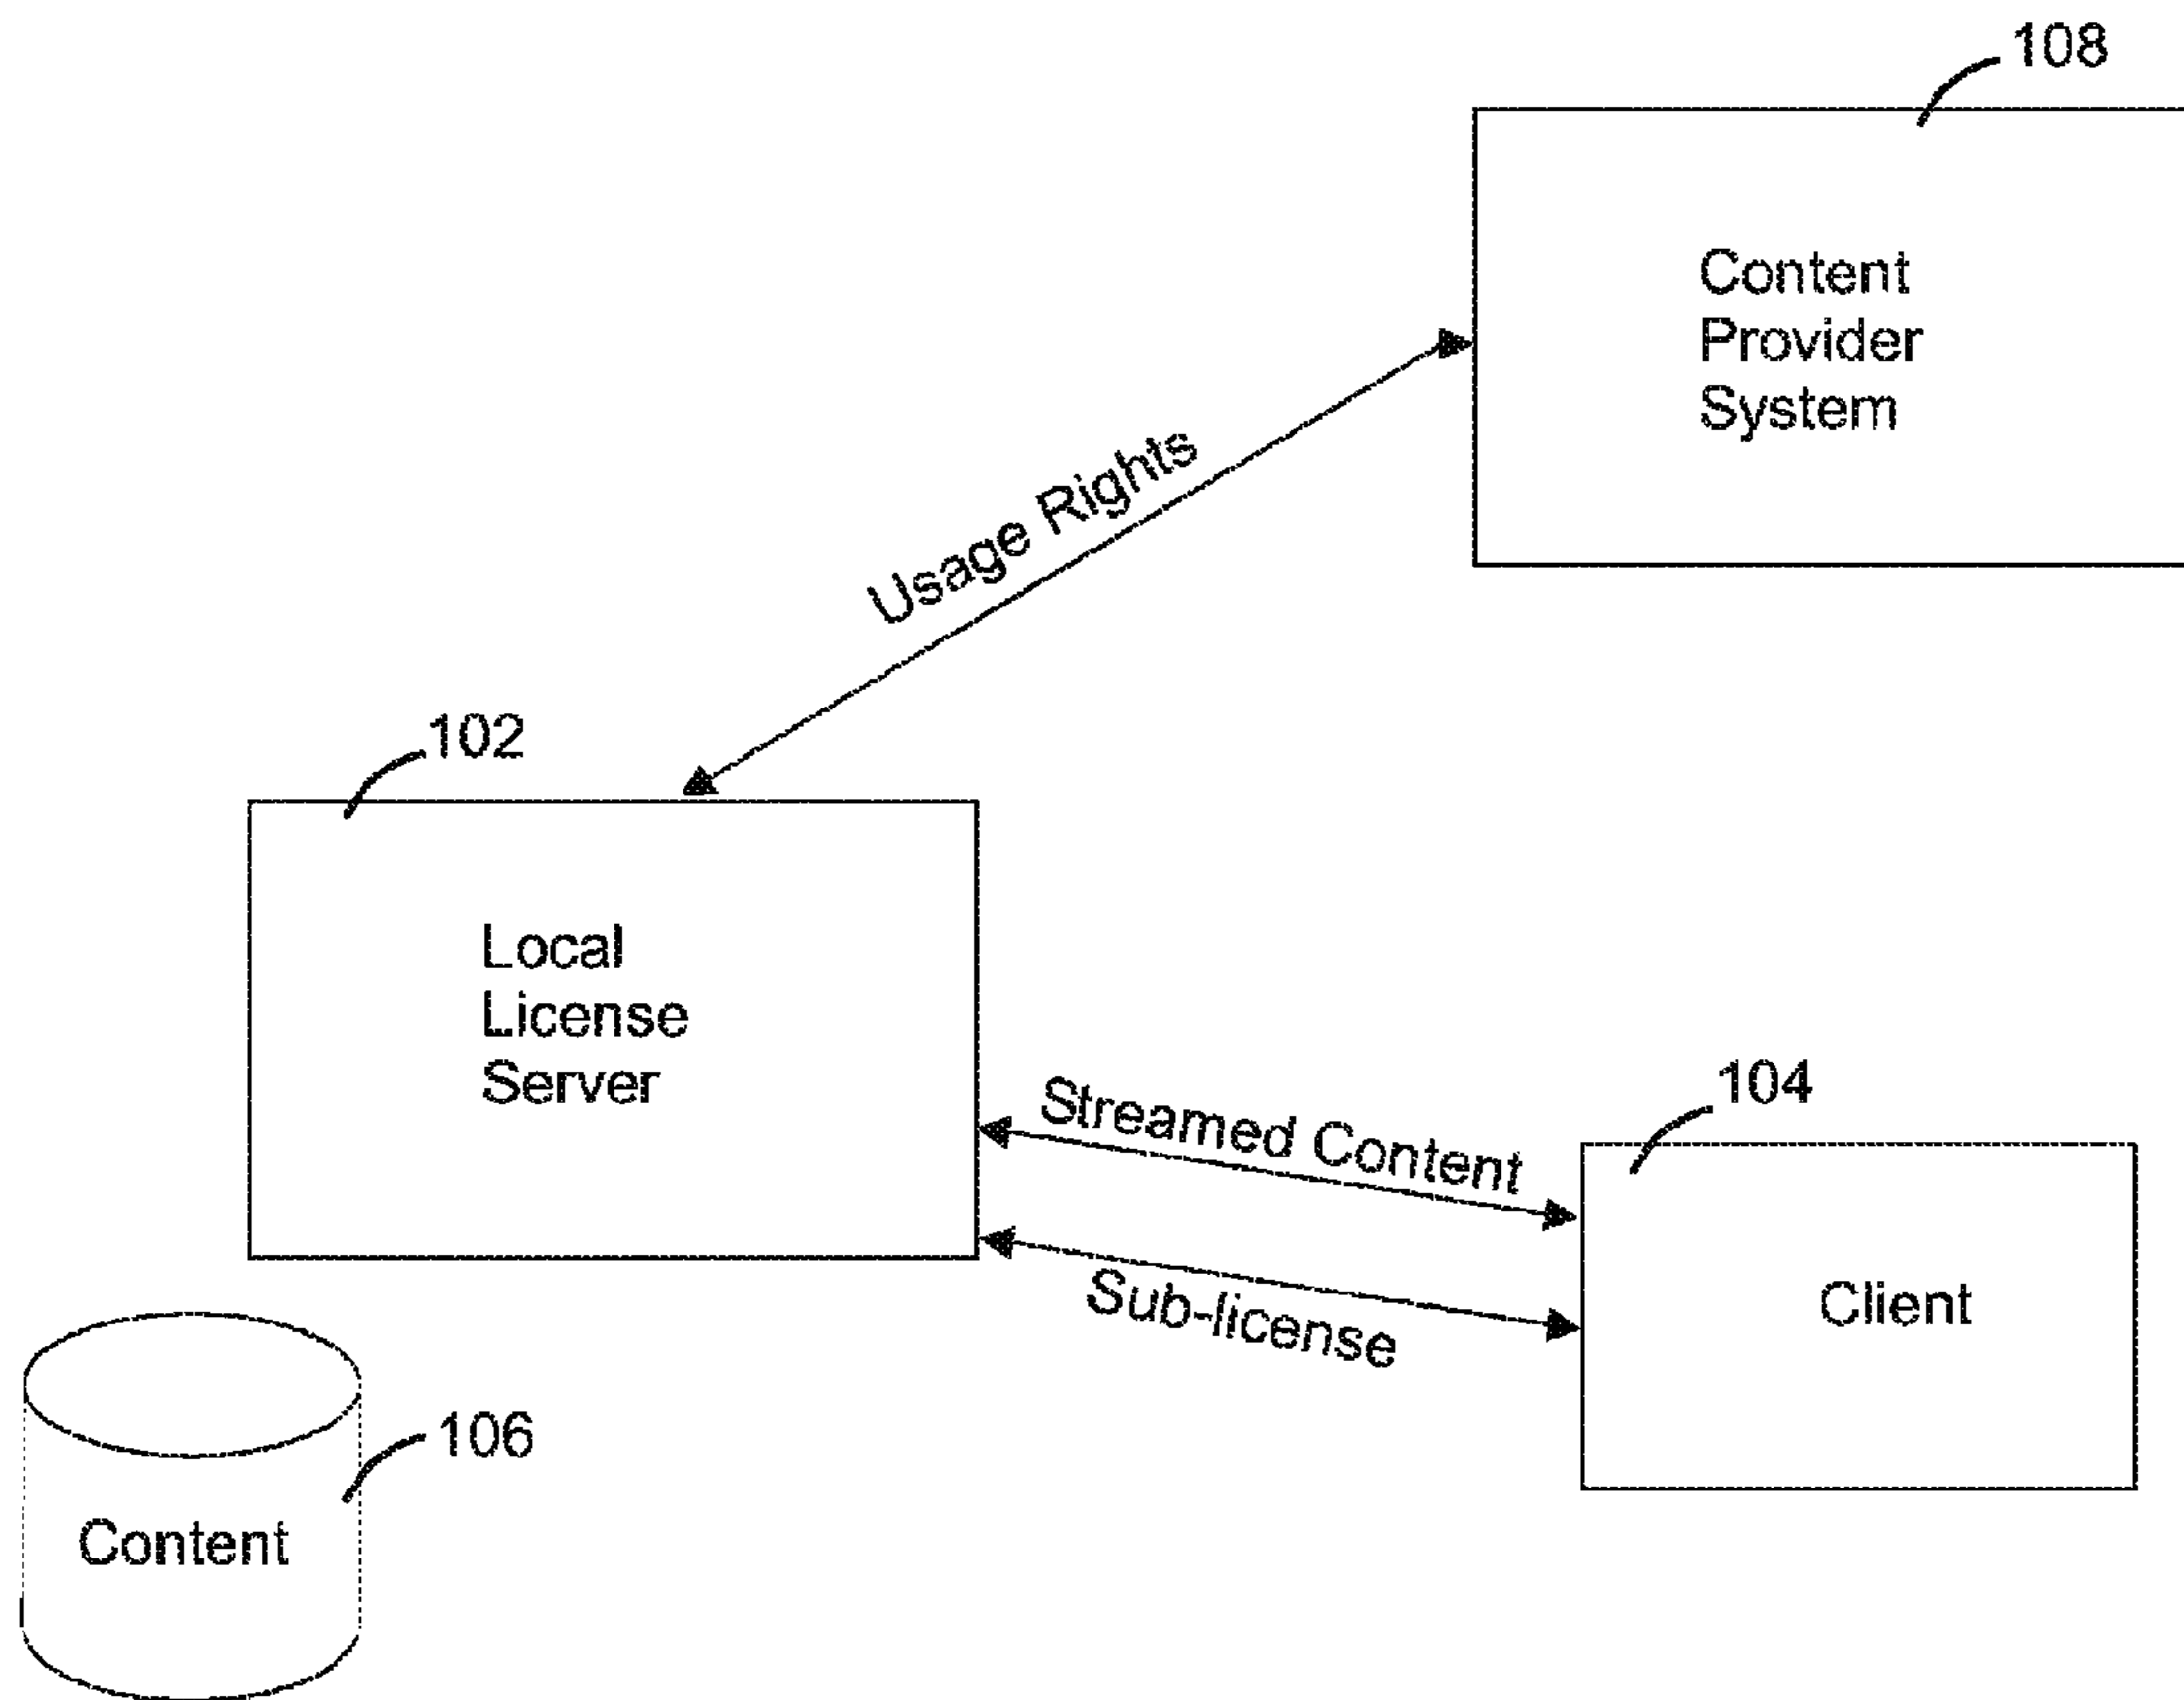 108
Content
Provider
System
Usage Rights
102
Local
License
Server
Streamed Content
104
Sub-license
Client
106
Content